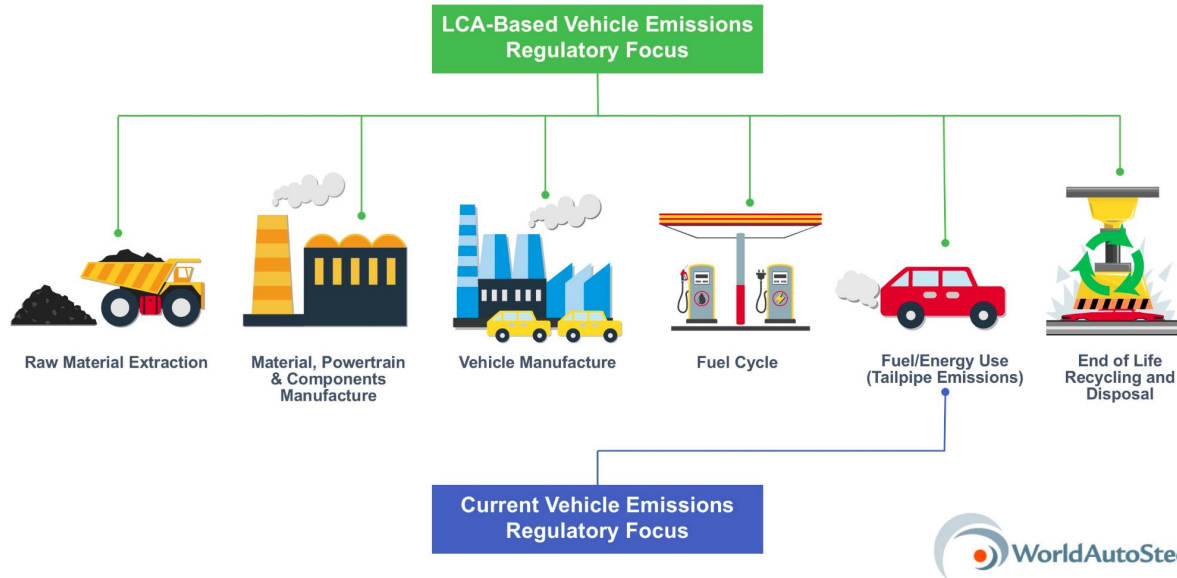 LCA-Based Vehicle Emissions
Regulatory Focus
Raw Material Extraction
Material, Powertrain
& Components
Manufacture
Vehicle Manufacture
Fuel Cycle
Fuel/Energy Use
(Tailpipe Emissions)
End of Life
Recycling and
Disposal
Current Vehicle Emissions
Regulatory Focus
WorldAutoStee